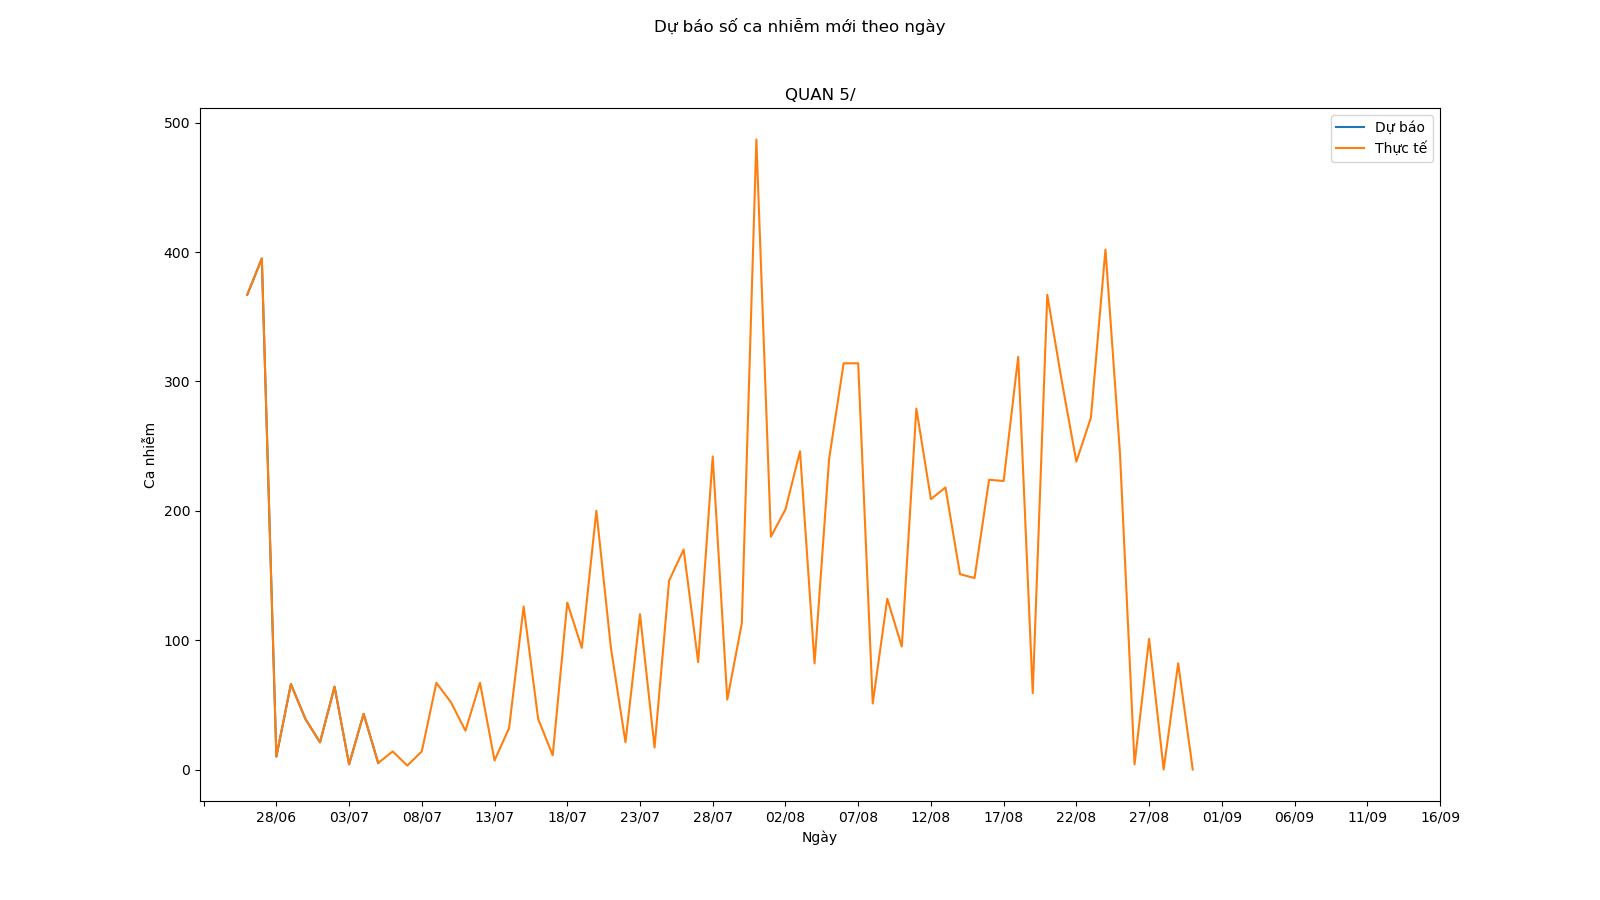 Dự báo số ca nhiễm mới theo ngày
QUAN 5/
Dự báo
Thực tế
500
400
300
200
100
0
Ca nhiễm
28/06 03/07 08/07 13/07 18/07 23/07 28/07 02/08 07/08 12/08 17/08 22/08 27/08 01/09 06/09 11/09 16/09
Ngày